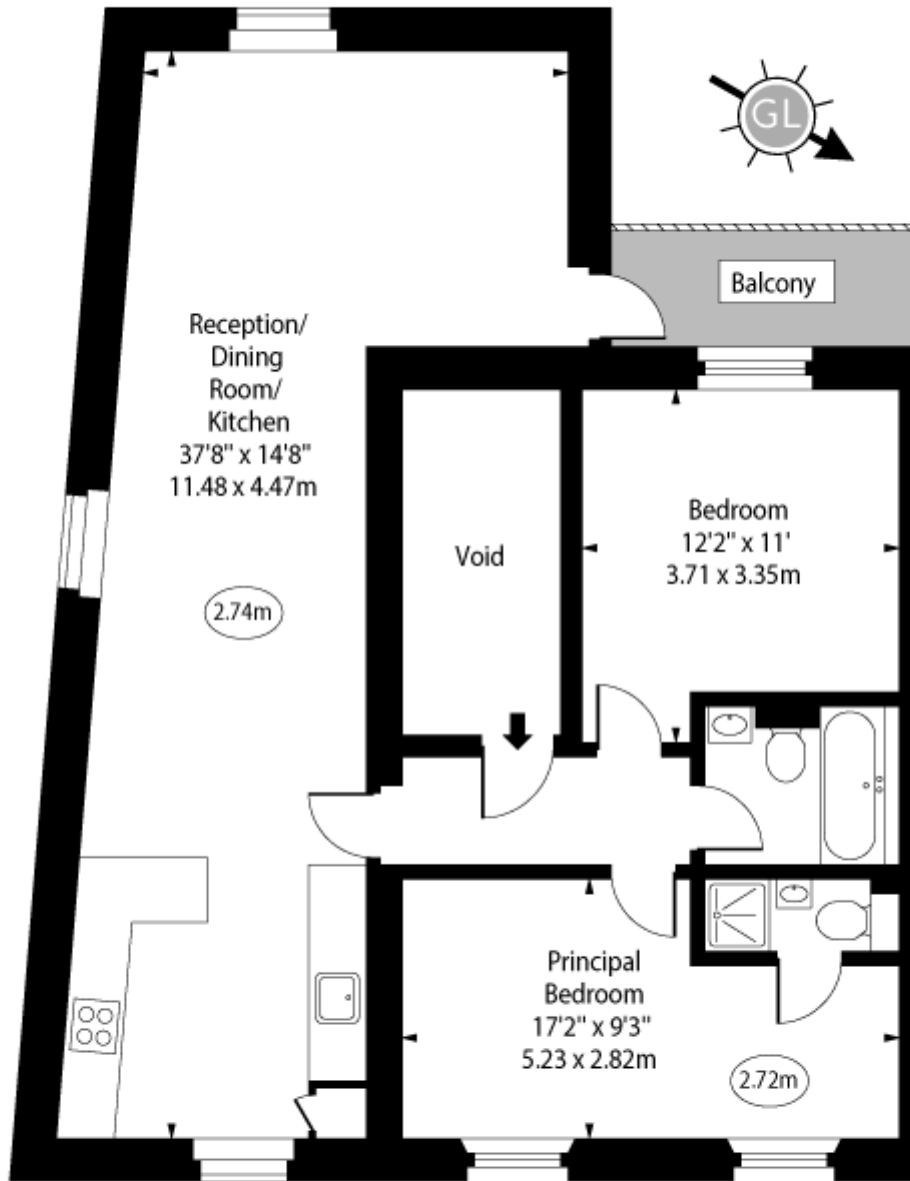 GL
Balcony
Reception/
Dining
Room/
Kitchen
37'8" x 14'8"
11.48 x 4.47m
Bedroom
12'2" x 11'
3.71 x 3.35m
Void
2.74m
Principal
Bedroom
17'2" x 9'3"
5.23 x 2.82m
2.72m